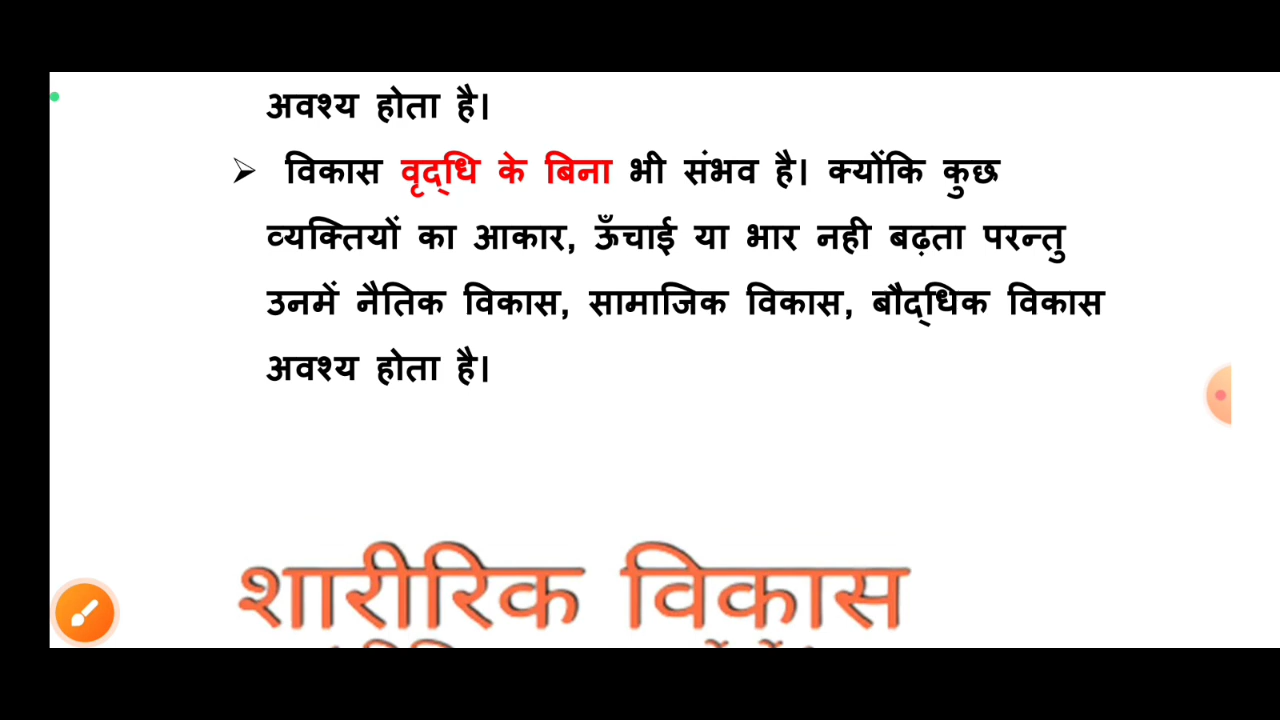 अवश्य होता है।
➢ विकास वृद्‌धि के बिना भी संभव है। क्योंकि कुछ
व्यक्तियों का आकार, ऊँचाई या भार नही बढ़ता परन्तु
उनमें नैतिक विकास, सामाजिक विकास, बौद्‌धिक विकास
अवश्य होता है।
शारीरिक विकास